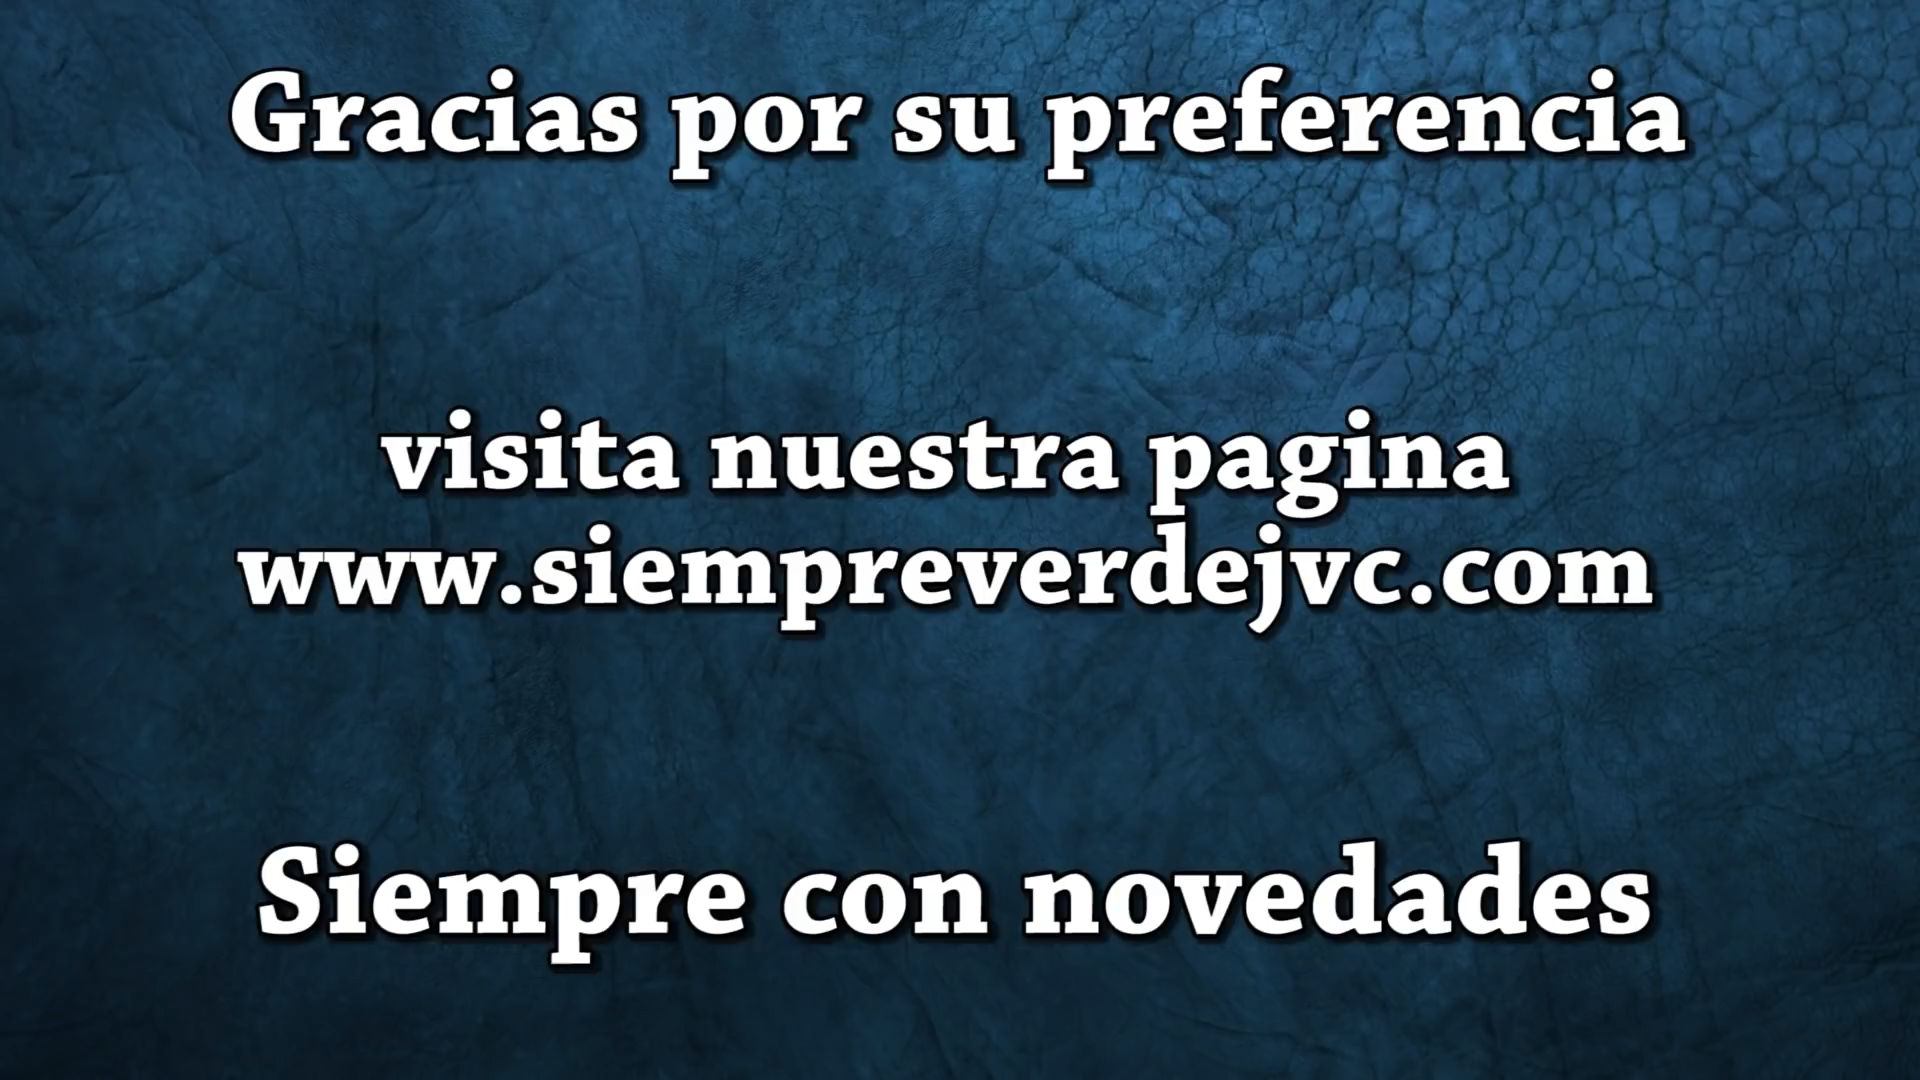 Gracias por su preferencia
visita nuestra pagina
www.siempreverdejvc.com
Siempre con novedades